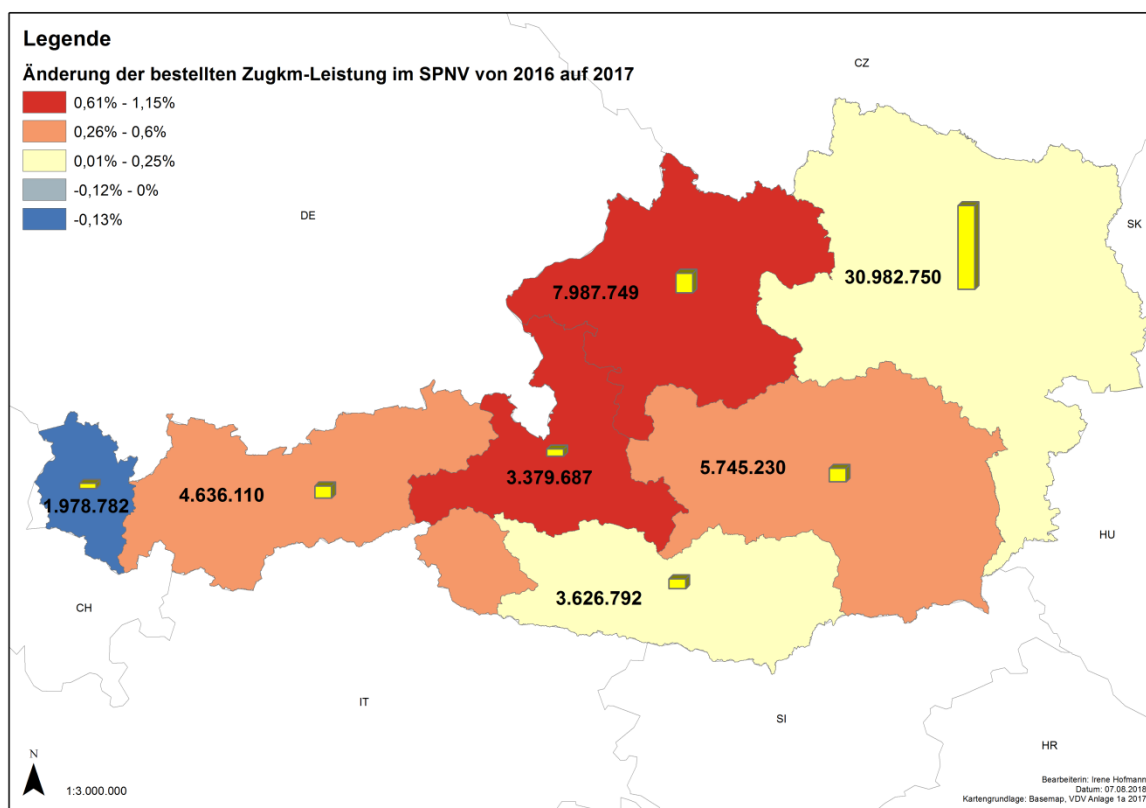 Legende
Änderung der bestellten Zugkm-Leistung im SPNV von 2016 auf 2017
0,61% - 1,15%
0,26% - 0,6%
0,01% - 0,25%
-0,12% - 0%
-0,13%
CZ
DE
SK
30.982.750
7.987.749
5.745.230
3.379.687
4.636.110
1.978.782
HU
3.626.792
CH
IT
SI
HR
N
1:3.000.000
Bearbeiterin: Irene Hofmann
Datum: 07.08.2018
Kartengrundlage: Basemap, VDV Anlage 1a 2017